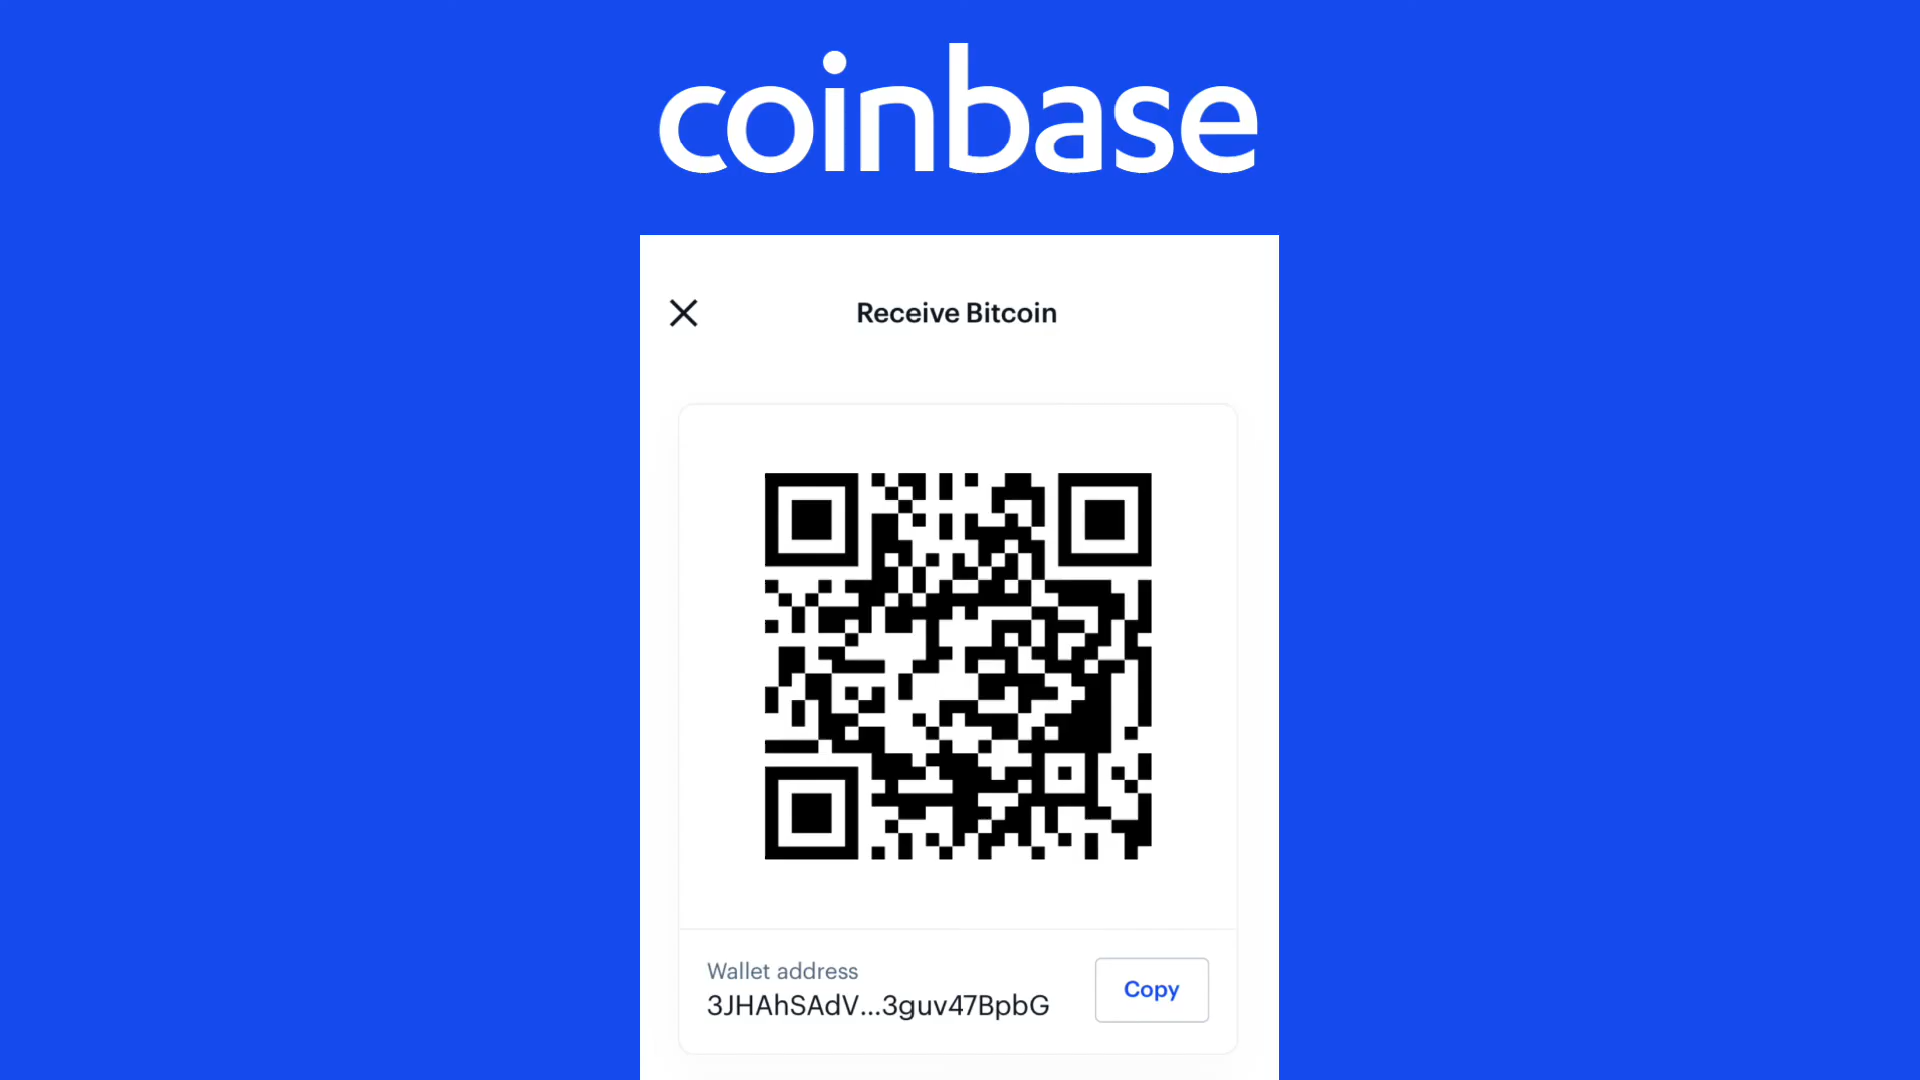 coinbase
Receive Bitcoin
Wallet address
3JHAhSAdV...3guv47BpbG
Copy